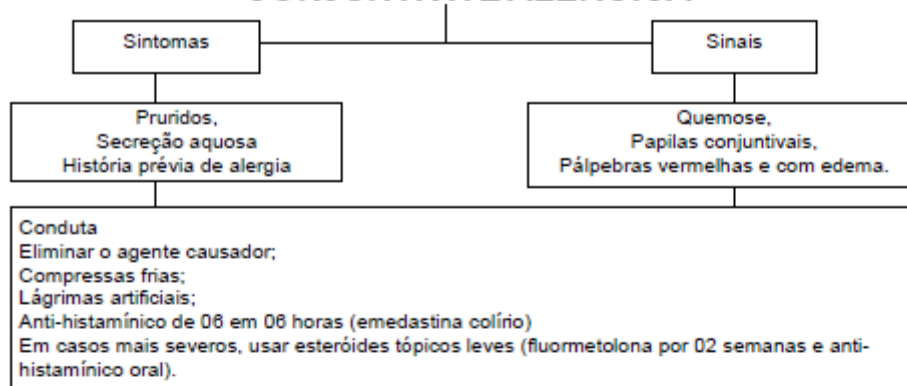 Sintomas
Sinais
Pruridos,
Secreção aquosa
História prévia de alergia
Quemose,
Papilas conjuntivais,
Pálpebras vermelhas e com edema.
Conduta
Eliminar o agente causador;
Compressas frias;
Lágrimas artificiais;
Anti-histamínico de 06 em 06 horas (emedastina colírio)
Em casos mais severos, usar esteróides tópicos leves (fluormetolona por 02 semanas e anti-
histamínico oral).